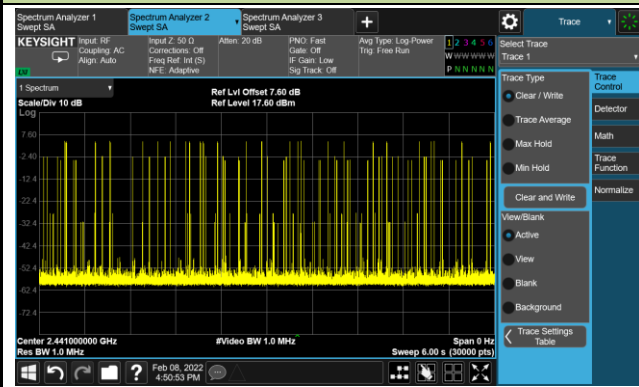 Spectrum Analyzer 1
Swept SA
Spectrum Analyzer 2
Swept SA
Spectrum Analyzer 3
Swept SA
+
Trace
KEYSIGHT
Input: RF
Coupling: AC
Align: Auto
Input Z: 50 Ω
Corrections: Off
Freq Ref: Int (S)
NFE: Adaptive
Atten: 20 dB
PNO: Fast
Gate: Off
IF Gain: Low
Sig Track: Off
Avg Type: Log-Power
Trig: Free Run
1 2 3 4 5 6
W W W W W W
P N N N N N
LW
Select Trace
Trace 1
1 Spectrum
Scale/Div 10 dB
Ref Lvl Offset 7.60 dB
Ref Level 17.60 dBm
Log
7.60
-2.40
-12.4
-22.4
-32.4
-42.4
-52.4
-62.4
-72.4
Center 2.441000000 GHz
Res BW 1.0 MHz
#Video BW 1.0 MHz
Span 0 Hz
Sweep 6.00 s (30000 pts)
Trace Type
Clear / Write
Trace Average
Max Hold
Min Hold
Clear and Write
View/Blank
Active
View
Blank
Background
Trace Settings
Table
Trace
Control
Detector
Math
Trace
Function
Normalize
?
Feb 08, 2022
4:50:53 PM